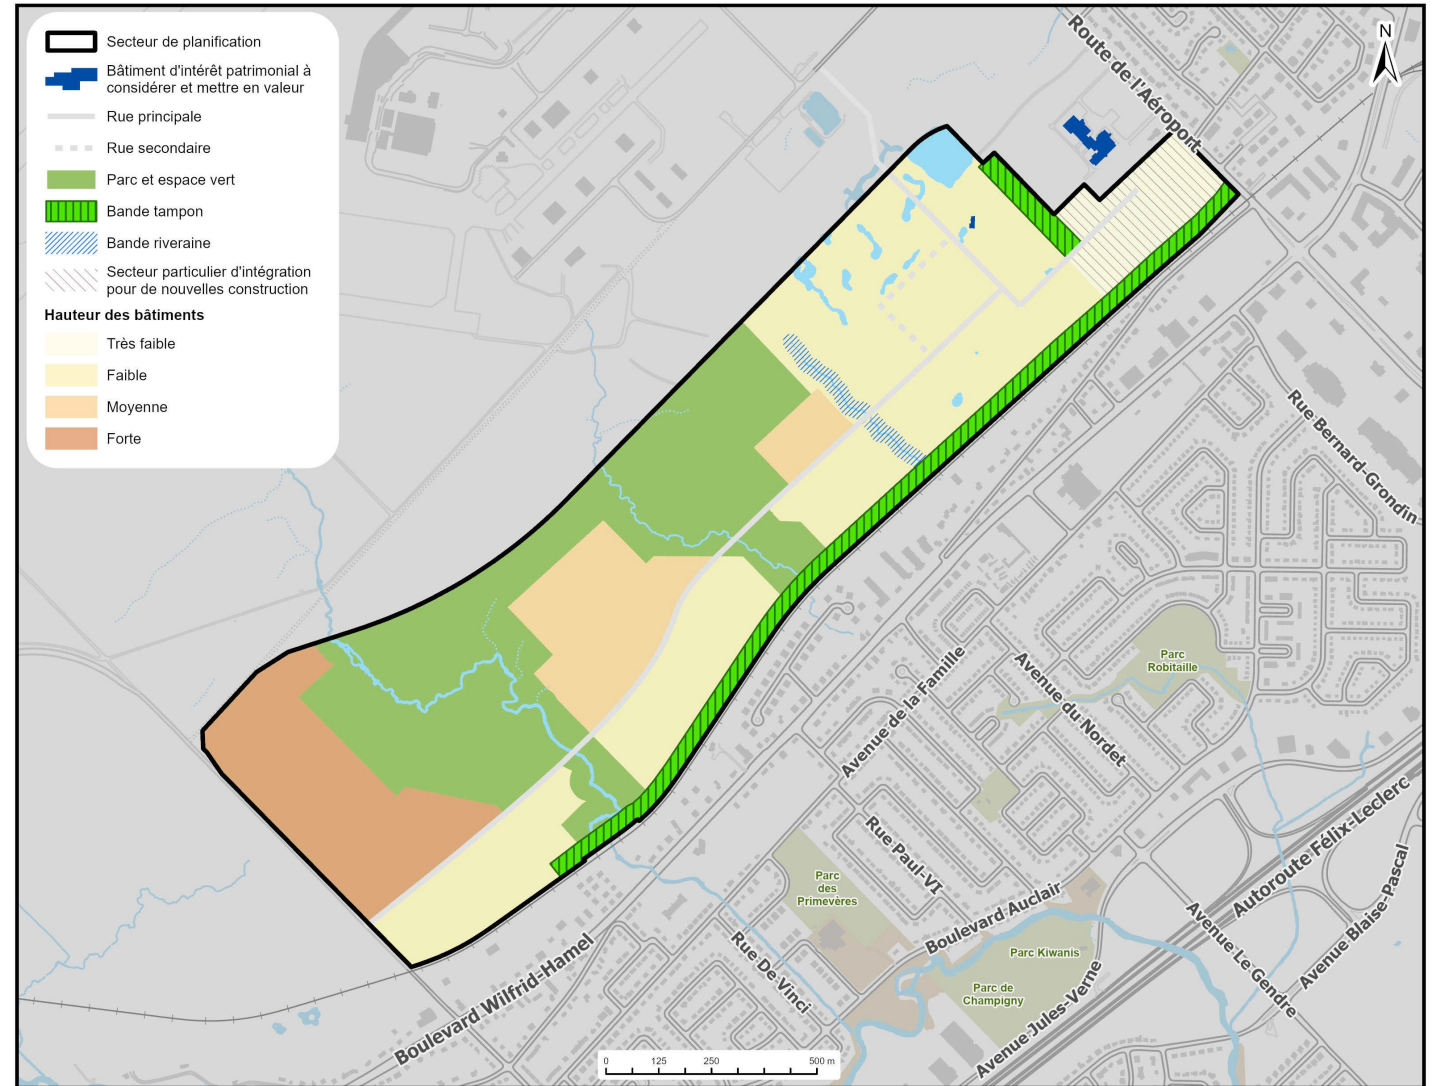 Secteur de planification
Bâtiment d'intérêt patrimonial à
considérer et mettre en valeur
Rue principale
Rue secondaire
Parc et espace vert
Bande tampon
Bande riveraine
Secteur particulier d'intégration
pour de nouvelles construction
Hauteur des bâtiments
Très faible
Faible
Moyenne
Forte
N
Route de l'Aéroport
Rue Bernard-Grondin
Parc
Robitaille
Avenue de la Famille
Avenue du Nordet
Autoroute Félix-Leclerc
Rue Paul-VI
Parc
des
Primevères
Boulevard Auclair
Avenue Blaise-Pascal
Avenue Le Gendre
Parc Kiwanis
Parc de
Champigny
Rue De Vinci
Boulevard Wilfrid-Hamel
Avenue Jules-Verne
0 125 250 500 m